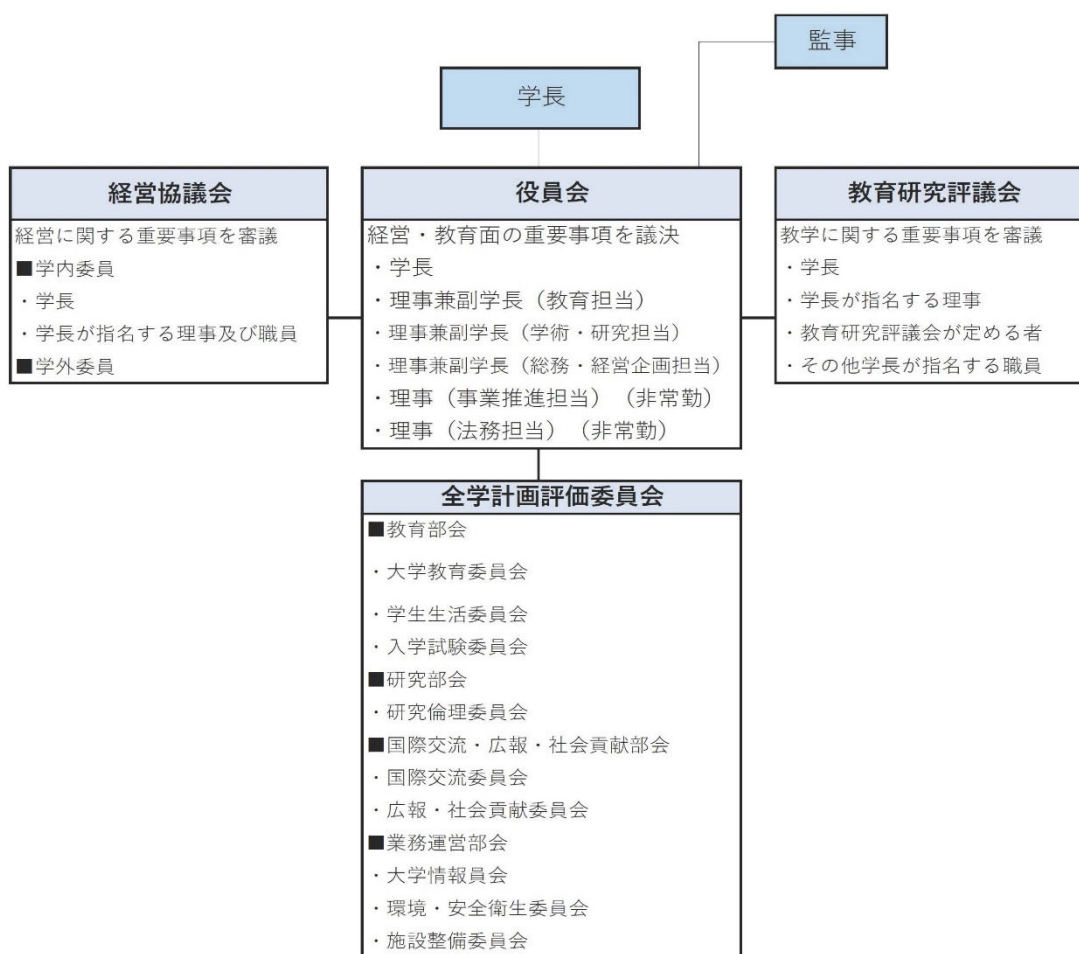 監事
学長
経営協議会
経営に関する重要事項を審議
■学内委員
・学長
・学長が指名する理事及び職員
■学外委員
役員会
経営・教育面の重要事項を議決
・学長
・理事兼副学長（教育担当）
・理事兼副学長（学術・研究担当）
・理事兼副学長（総務・経営企画担当）
・理事（事業推進担当）（非常勤）
・理事（法務担当）（非常勤）
教育研究評議会
教学に関する重要事項を審議
・学長
・学長が指名する理事
・教育研究評議会が定める者
・その他学長が指名する職員
全学計画評価委員会
■教育部会
・大学教育委員会
・学生生活委員会
・入学試験委員会
■研究部会
・研究倫理委員会
■国際交流・広報・社会貢献部会
・国際交流委員会
・広報・社会貢献委員会
■業務運営部会
・大学情報員会
・環境・安全衛生委員会
・施設整備委員会